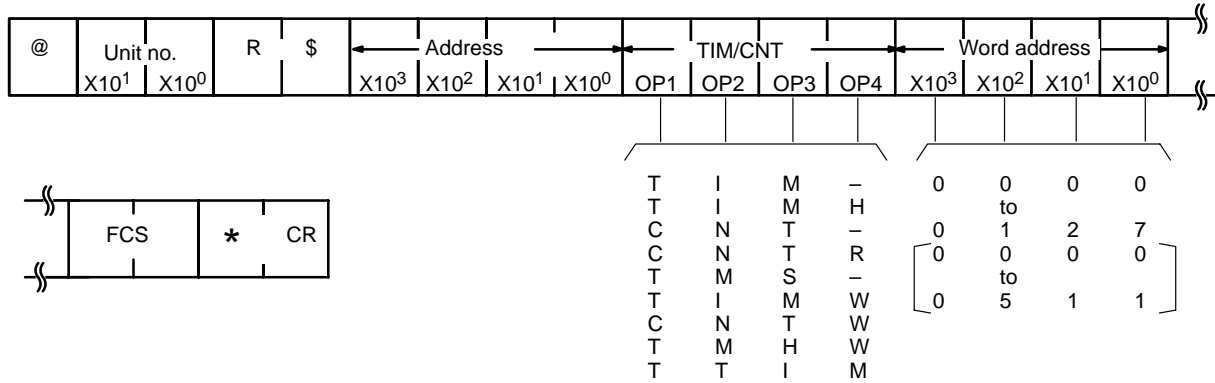 @ Unit no. R $ Address TIM/CNT Word address
X10¹ X10⁰ X10³ X10² X10¹ X10⁰ OP1 OP2 OP3 OP4 X10³ X10² X10¹ X10⁰
T I M – 0 0 0 0
T I M H to
C N T – 0 1 2 7
C N T R 0 0 0 0
T M S – to
T I M W 0 5 1 1
C N T W
T M H W
T T I M
FCS * CR